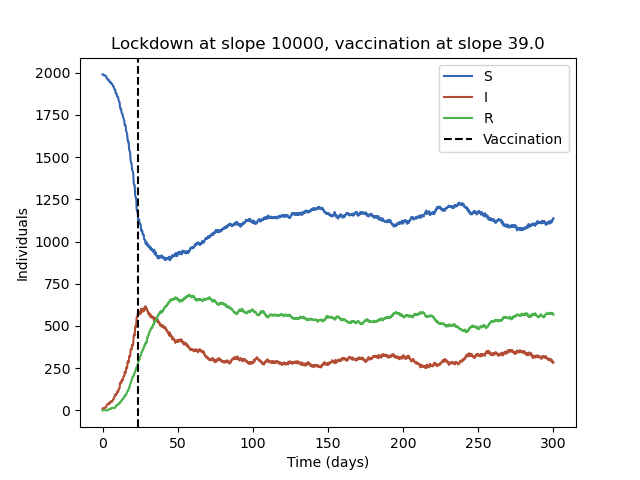 Lockdown at slope 10000, vaccination at slope 39.0
2000
1750
1500
1250
1000
750
500
250
0
Individuals
S
I
R
Vaccination
0 50 100 150 200 250 300
Time (days)